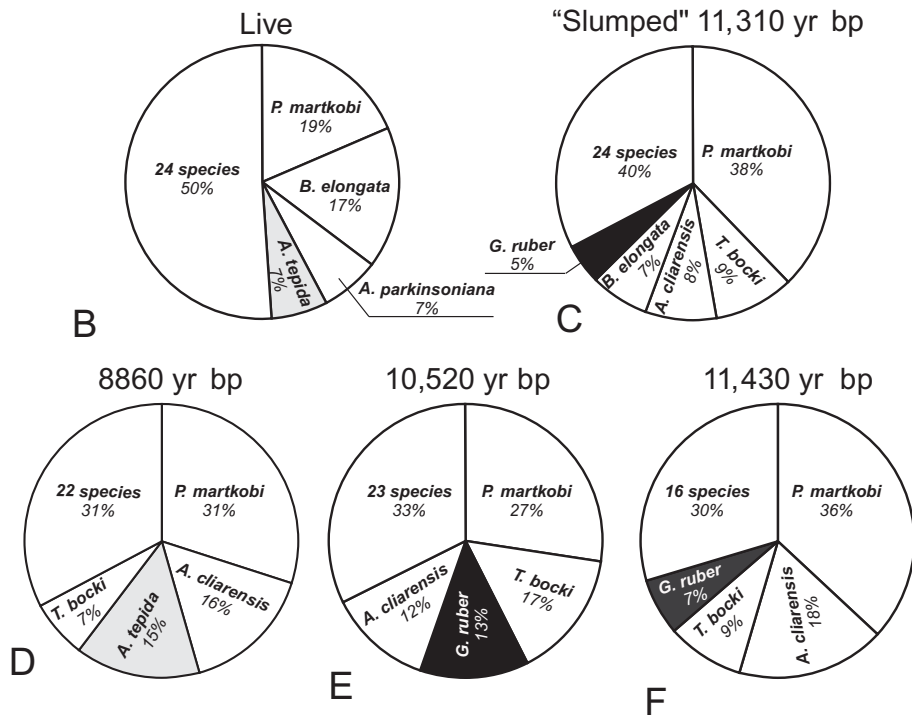 Live
P. martkobi
19%
B. elongata
17%
A. parkinsoniana
7%
A. tepida
7%
24 species
50%
B
“Slumped" 11,310 yr bp
P. martkobi
38%
T. bocki
9%
A. cliarensis
8%
B. elongata
7%
G. ruber
5%
24 species
40%
C
8860 yr bp
P. martkobi
31%
A. cliarensis
16%
A. tepida
15%
T. bocki
7%
22 species
31%
D
10,520 yr bp
P. martkobi
27%
T. bocki
17%
G. ruber
13%
A. cliarensis
12%
23 species
33%
E
11,430 yr bp
P. martkobi
36%
A. cliarensis
18%
T. bocki
9%
G. ruber
7%
16 species
30%
F